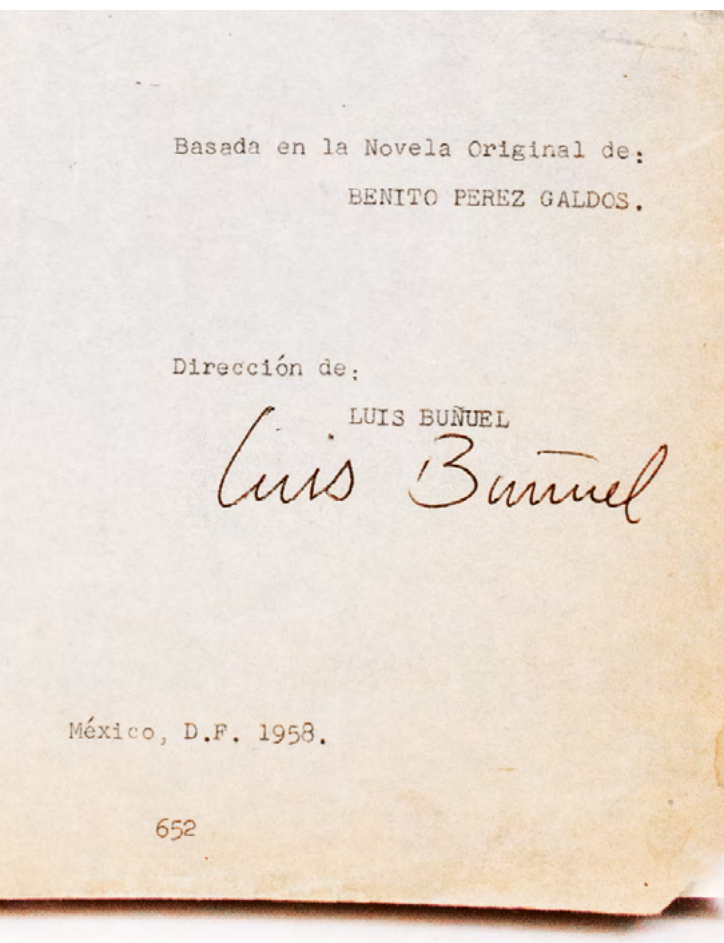 Basada en la Novela Original de:
BENITO PEREZ GALDOS.
Dirección de:
LUIS BUÑUEL
Luis Buñuel
México, D.F. 1958.
652